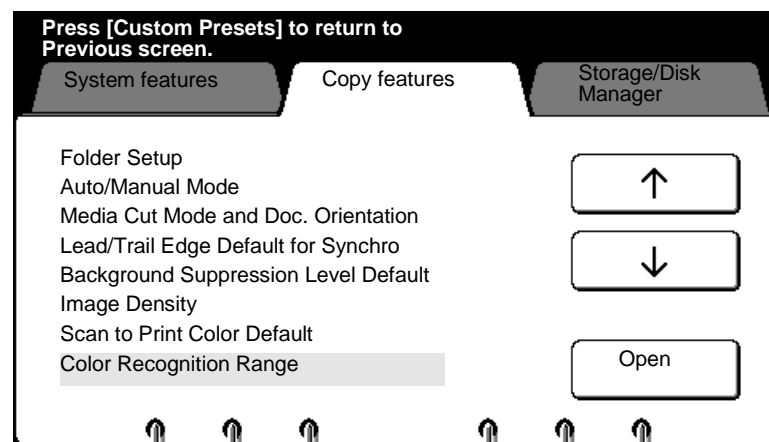 Press [Custom Presets] to return to
Previous screen.
System features
Copy features
Storage/Disk
Manager
Folder Setup
Auto/Manual Mode
Media Cut Mode and Doc. Orientation
Lead/Trail Edge Default for Synchro
Background Suppression Level Default
Image Density
Scan to Print Color Default
Color Recognition Range
Open